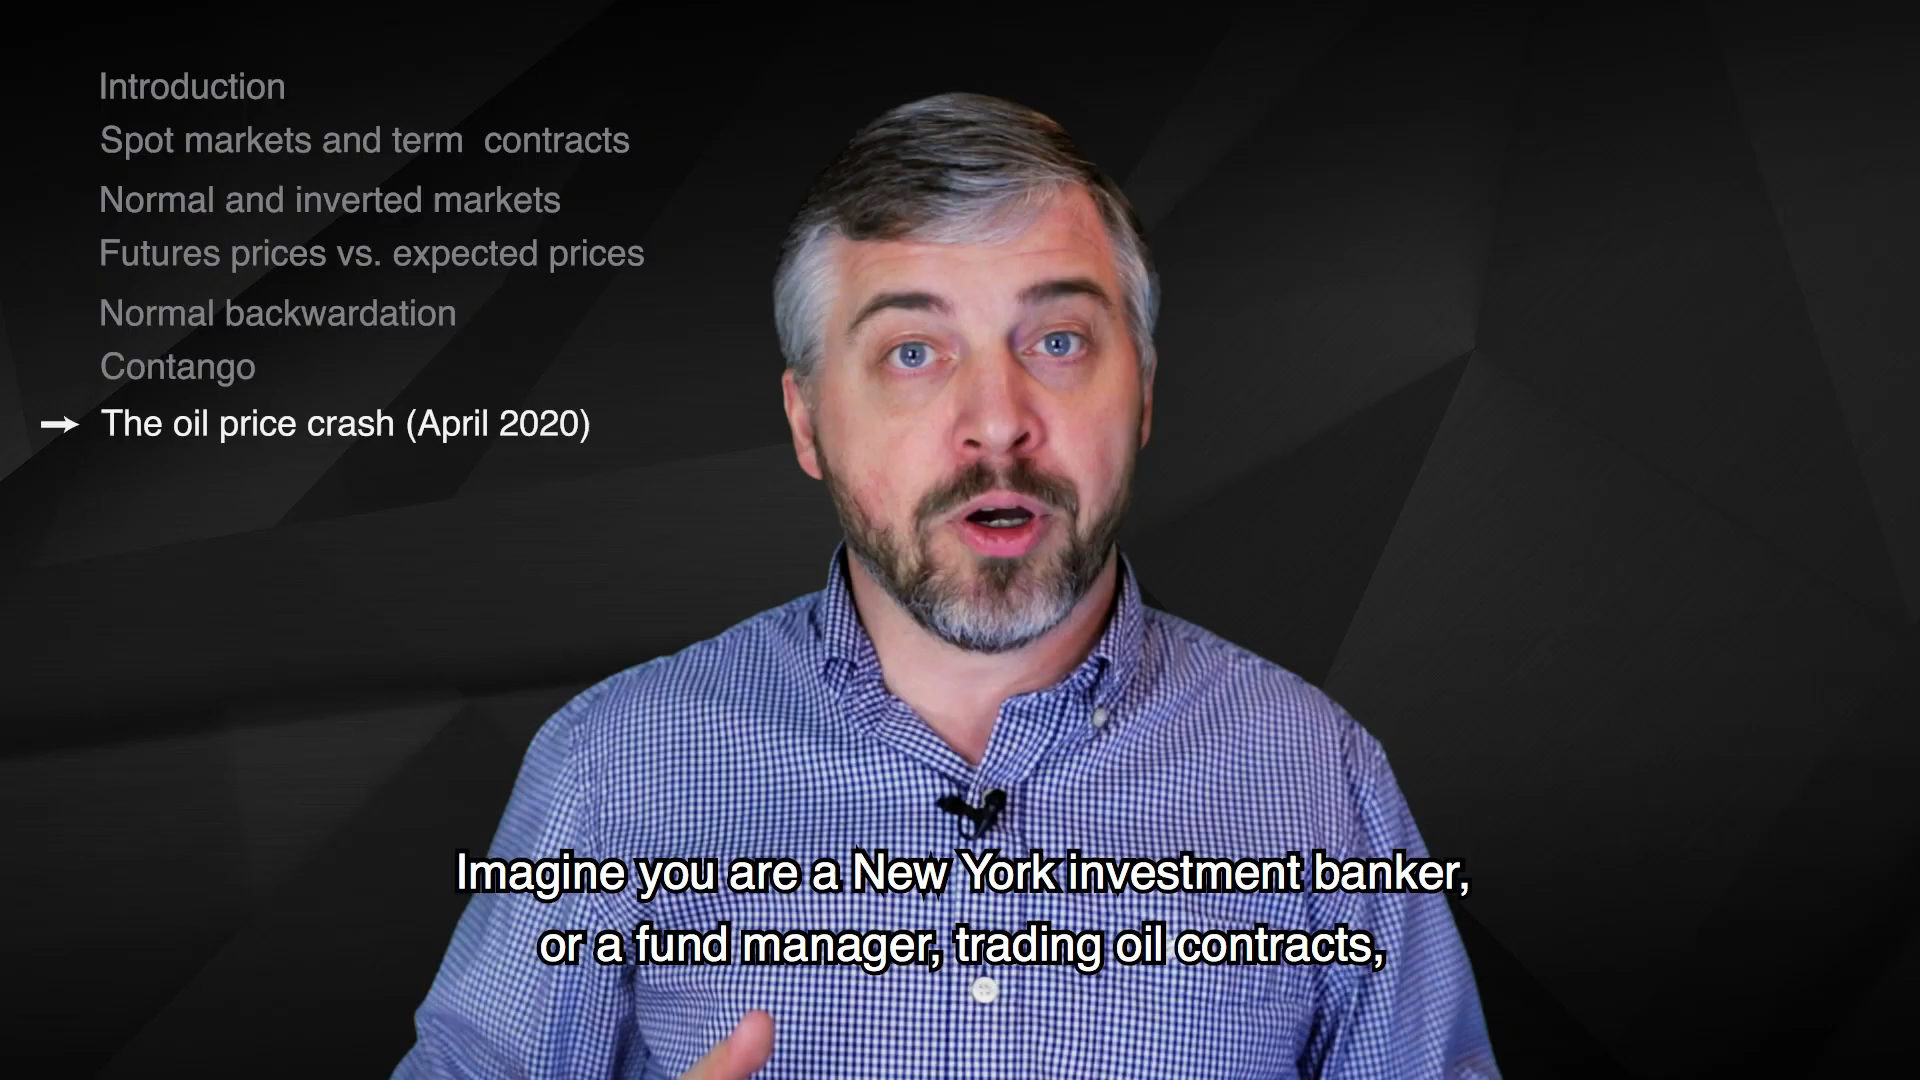 Introduction
Spot markets and term contracts
Normal and inverted markets
Futures prices vs. expected prices
Normal backwardation
Contango
The oil price crash (April 2020)
Imagine you are a New York investment banker,
or a fund manager, trading oil contracts,